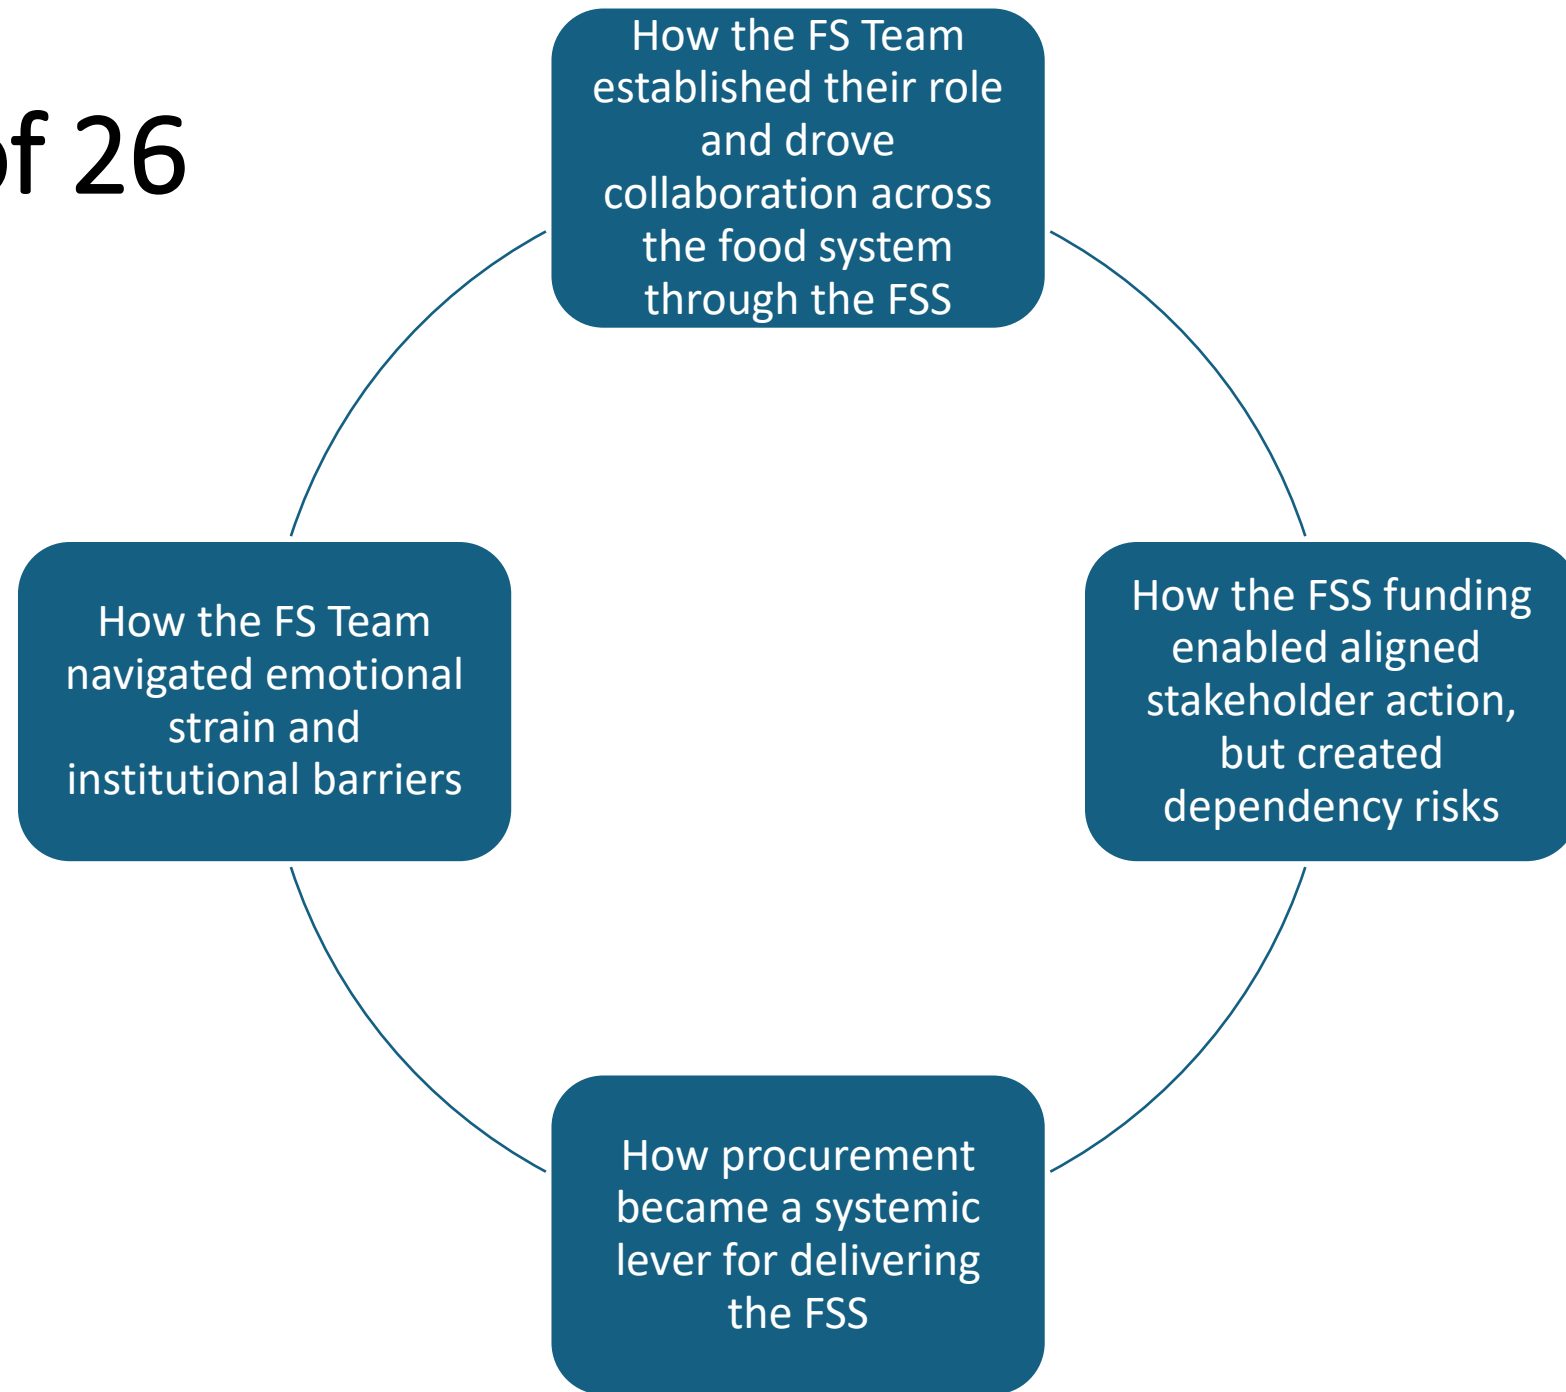 of 26
How the FS Team
established their role
and drove
collaboration across
the food system
through the FSS
How the FS Team
navigated emotional
strain and
institutional barriers
How the FSS funding
enabled aligned
stakeholder action,
but created
dependency risks
How procurement
became a systemic
lever for delivering
the FSS